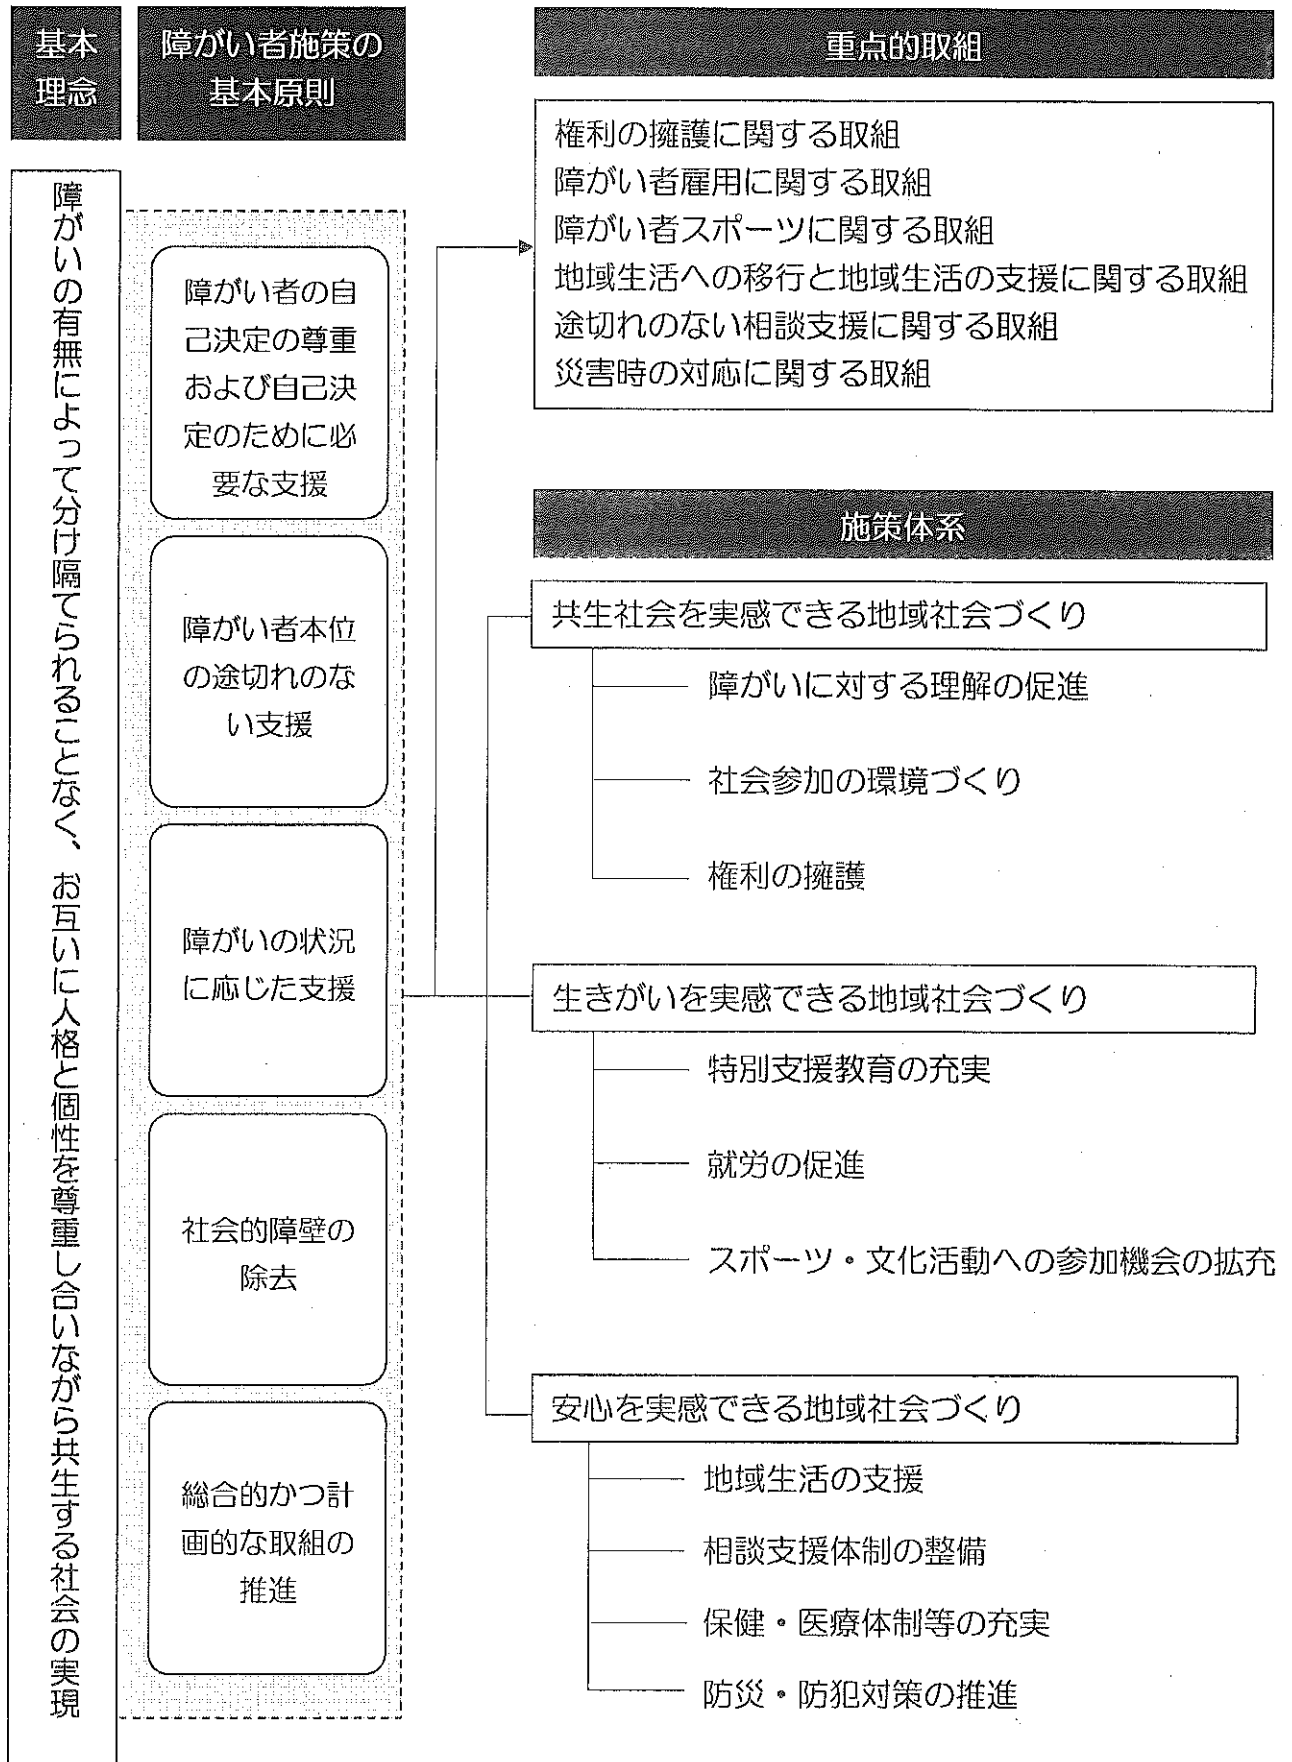 基本
理念
障がいの有無によって分け隔てられることなく、お互いに人格と個性を尊重し合いながら共生する社会の実現
障がい者施策の
基本原則
障がい者の自
己決定の尊重
および自己決
定のために必
要な支援
障がい者本位
の途切れのな
い支援
障がいの状況
に応じた支援
社会的障壁の
除去
総合的かつ計
画的な取組の
推進
重点的取組
権利の擁護に関する取組
障がい者雇用に関する取組
障がい者スポーツに関する取組
地域生活への移行と地域生活の支援に関する取組
途切れのない相談支援に関する取組
災害時の対応に関する取組
施策体系
共生社会を実感できる地域社会づくり
障がいに対する理解の促進
社会参加の環境づくり
権利の擁護
生きがいを実感できる地域社会づくり
特別支援教育の充実
就労の促進
スポーツ・文化活動への参加機会の拡充
安心を実感できる地域社会づくり
地域生活の支援
相談支援体制の整備
保健・医療体制等の充実
防災・防犯対策の推進